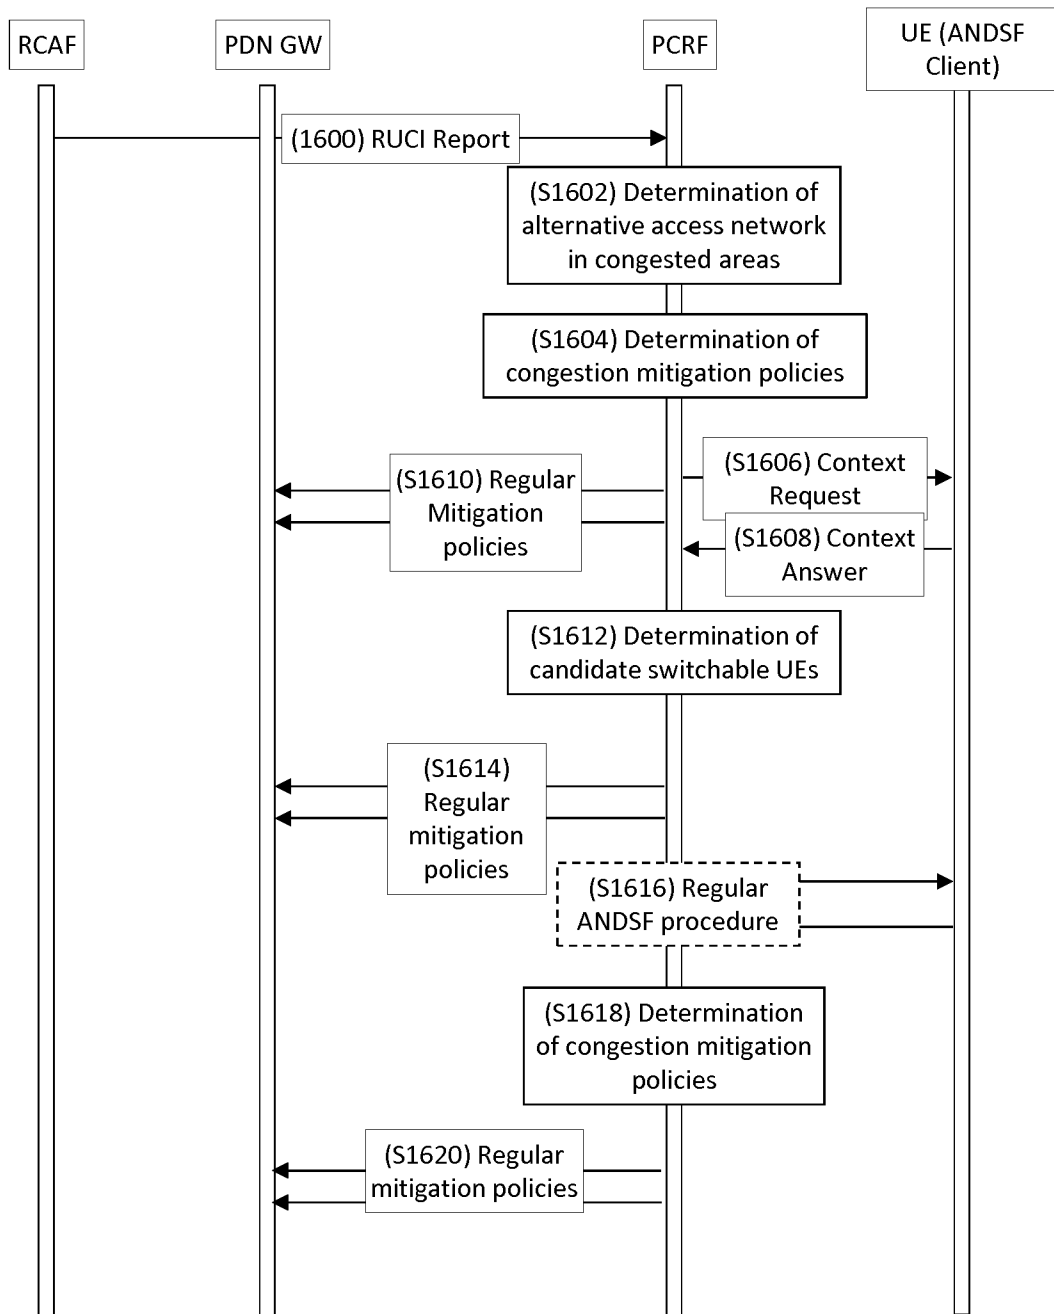 RCAF
PDN GW
PCRF
UE (ANDSF
Client)
(1600) RUCI Report
(S1602) Determination of
alternative access network
in congested areas
(S1604) Determination of
congestion mitigation policies
(S1606) Context
Request
(S1610) Regular
Mitigation
policies
(S1608) Context
Answer
(S1612) Determination of
candidate switchable UEs
(S1614)
Regular
mitigation
policies
(S1616) Regular
ANDSF procedure
(S1618) Determination
of congestion mitigation
policies
(S1620) Regular
mitigation policies